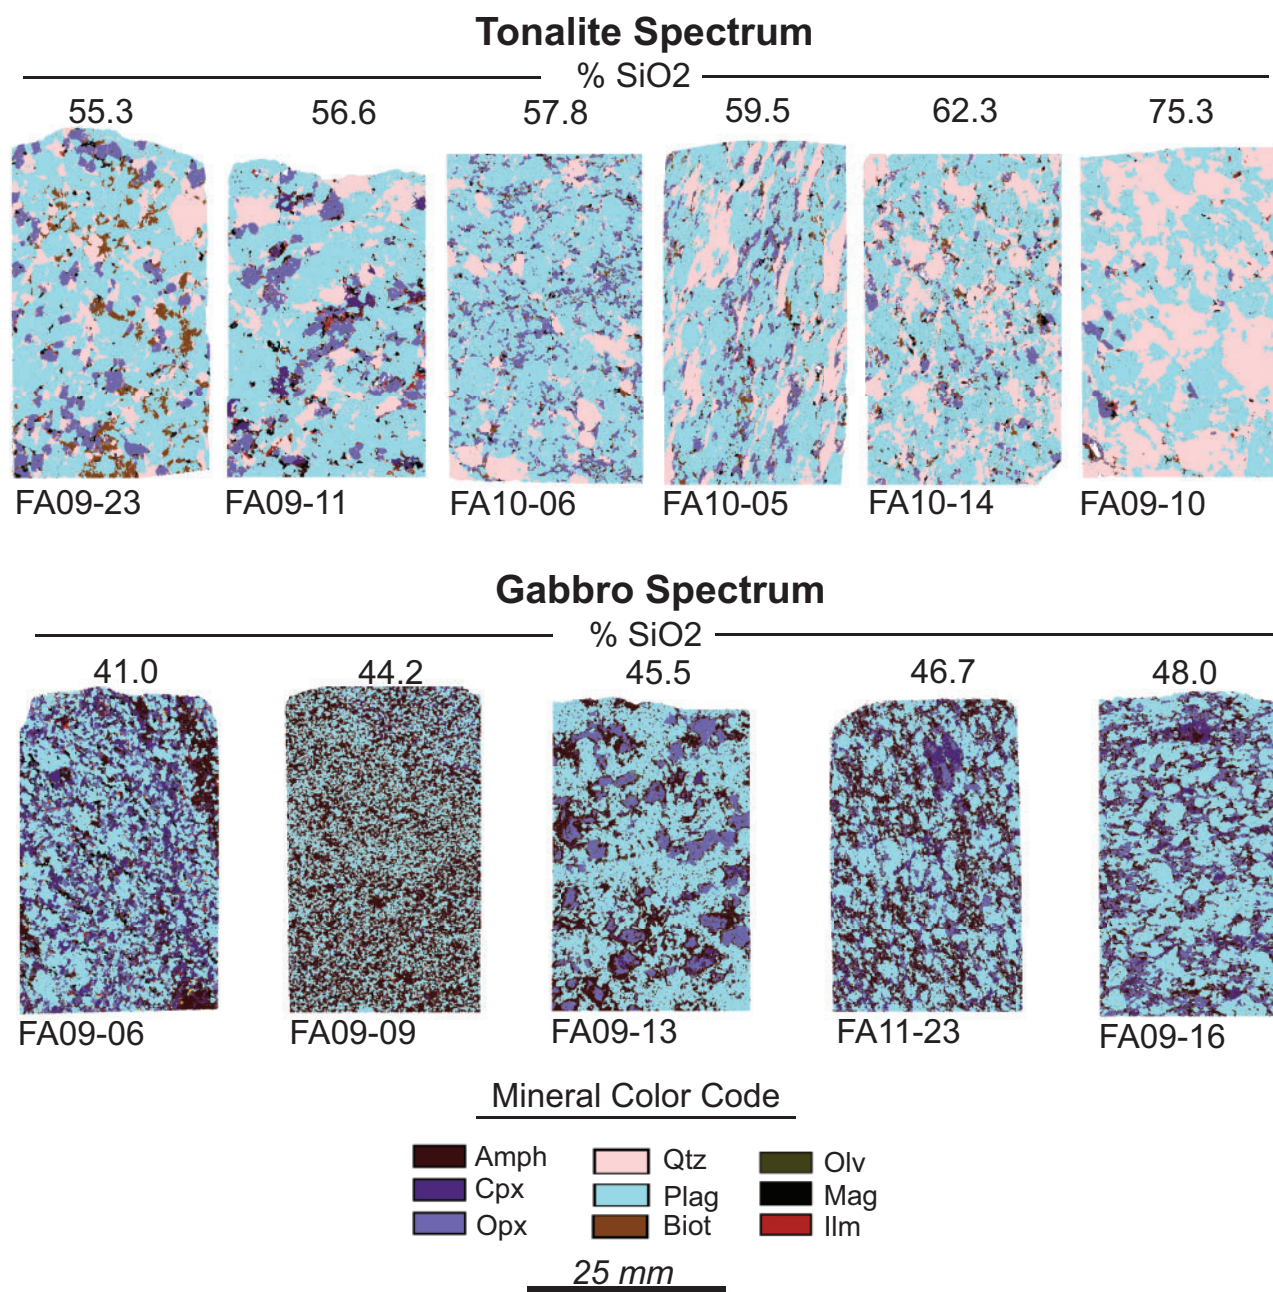 Tonalite Spectrum
% SiO2
55.3 56.6 57.8 59.5 62.3 75.3
FA09-23 FA09-11 FA10-06 FA10-05 FA10-14 FA09-10
Gabbro Spectrum
% SiO2
41.0 44.2 45.5 46.7 48.0
FA09-06 FA09-09 FA09-13 FA11-23 FA09-16
Mineral Color Code
Amph Qtz Olv
Cpx Plag Mag
Opx Biot Ilm
25 mm